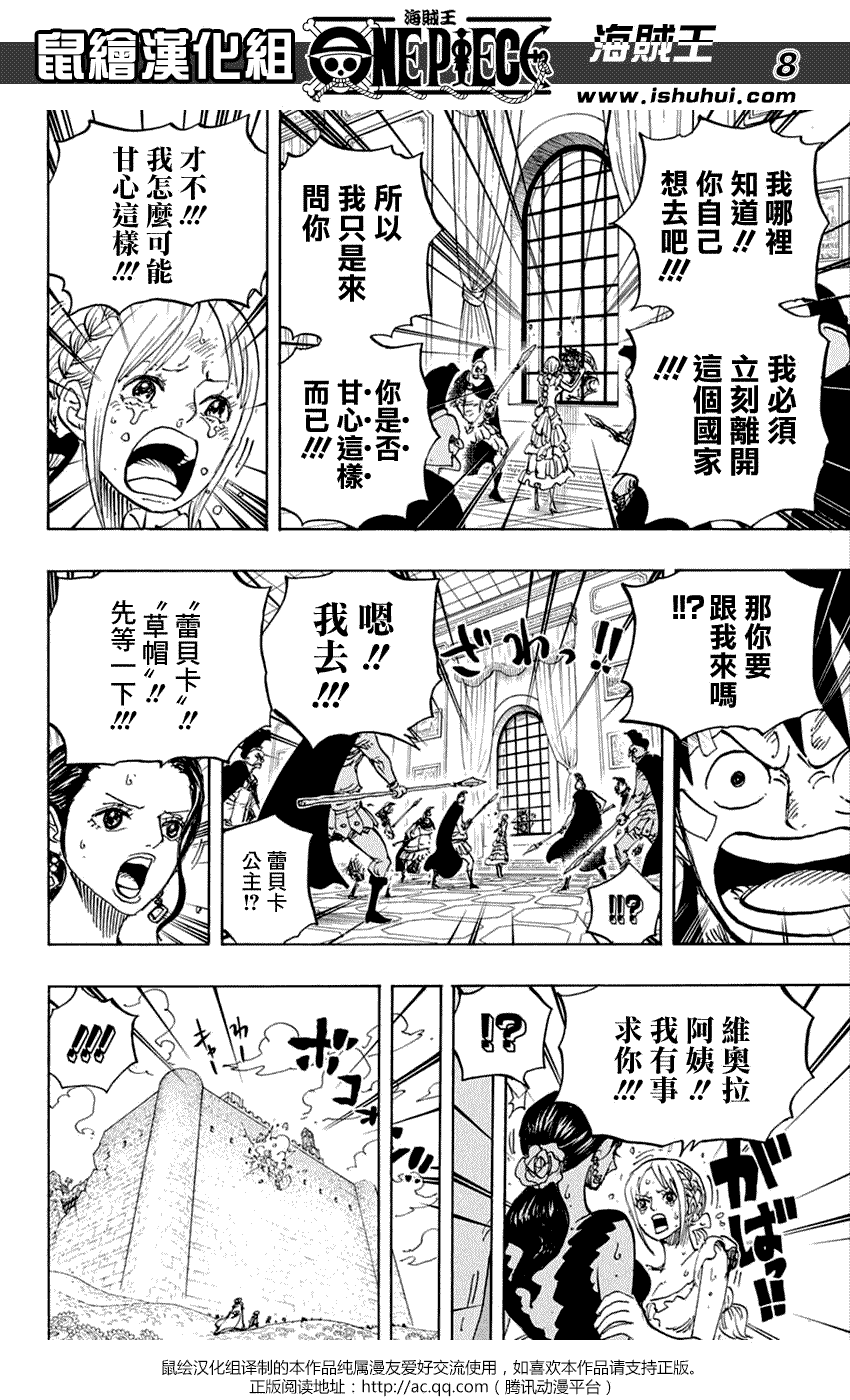 鼠繪漢化組
海賊王
ONE PIECE
海賊王
8
www.ishuhui.com
我哪裡
知道!!
你自己
想去吧!!!
我必須
立刻離開
這個國家
!!!
所以
我只是來
問你
你是否
甘心這樣
而已!!!
才不!!!
我怎麼可能
甘心這樣!!!
那你要
跟我來嗎
!!?
ざわっ!!
嗯!!
我去!!!
蕾貝卡
公主!?
!!?
“蕾貝卡”!!
“草帽”!!
先等一下!!!
維奧拉
阿姨!!
我有事
求你!!!
がばっ!!
!?
ボコォン
キャー
わー
!!!
鼠绘汉化组译制的本作品纯属漫友爱好交流使用，如喜欢本作品请支持正版。
正版阅读地址：http://ac.qq.com（腾讯动漫平台）